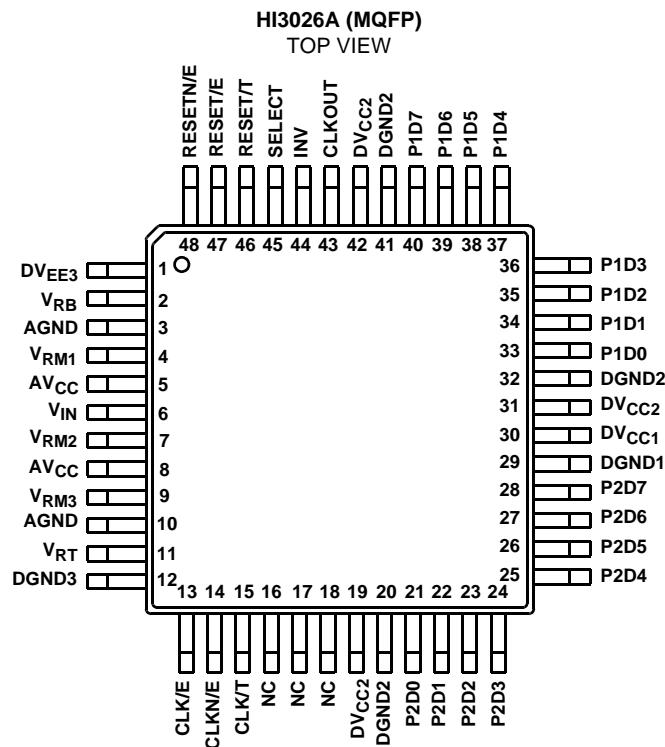 HI3026A (MQFP)
TOP VIEW
RESETN/E
RESET/E
RESET/T
SELECT
INV
CLKOUT
DVCC2
DGND2
P1D7
P1D6
P1D5
P1D4
48 47 46 45 44 43 42 41 40 39 38 37
DVEE3 1
VRB 2
AGND 3
VRM1 4
AVCC 5
VIN 6
VRM2 7
AVCC 8
VRM3 9
AGND 10
VRT 11
DGND3 12
36 P1D3
35 P1D2
34 P1D1
33 P1D0
32 DGND2
31 DVCC2
30 DVCC1
29 DGND1
28 P2D7
27 P2D6
26 P2D5
25 P2D4
13 14 15 16 17 18 19 20 21 22 23 24
CLK/E
CLKN/E
CLK/T
NC
NC
NC
DVCC2
DGND2
P2D0
P2D1
P2D2
P2D3